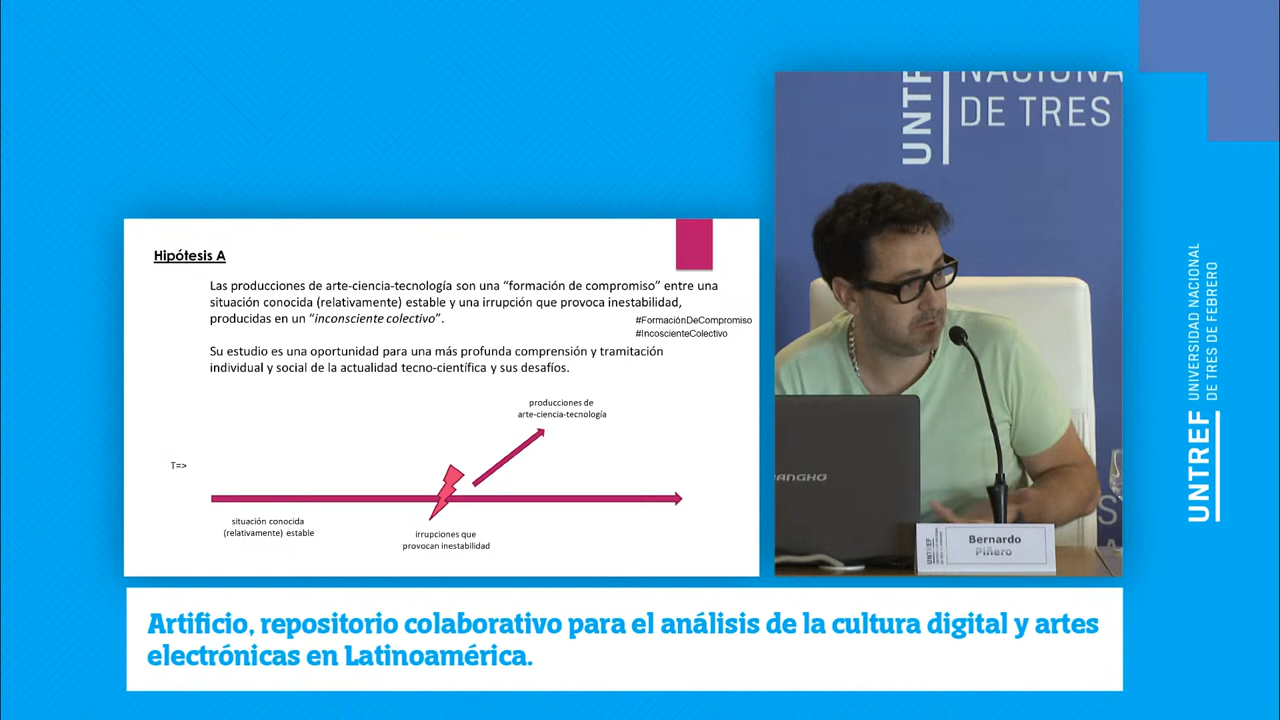 Hipótesis A
Las producciones de arte-ciencia-tecnología son una “formación de compromiso” entre una
situación conocida (relativamente) estable y una irrupción que provoca inestabilidad,
producidas en un “inconsciente colectivo”.
#FormaciónDeCompromiso
#IncoscienteColectivo
Su estudio es una oportunidad para una más profunda comprensión y tramitación
individual y social de la actualidad tecno-científica y sus desafíos.
producciones de
arte-ciencia-tecnología
T=>
situación conocida
(relativamente) estable
irrupciones que
provocan inestabilidad
UNTR
NACIONA
DE TRES
ANGHO
UNTREF
Bernardo
Piñero
UNTREF
UNIVERSIDAD NACIONAL
DE TRES DE FEBRERO
Artificio, repositorio colaborativo para el análisis de la cultura digital y artes
electrónicas en Latinoamérica.